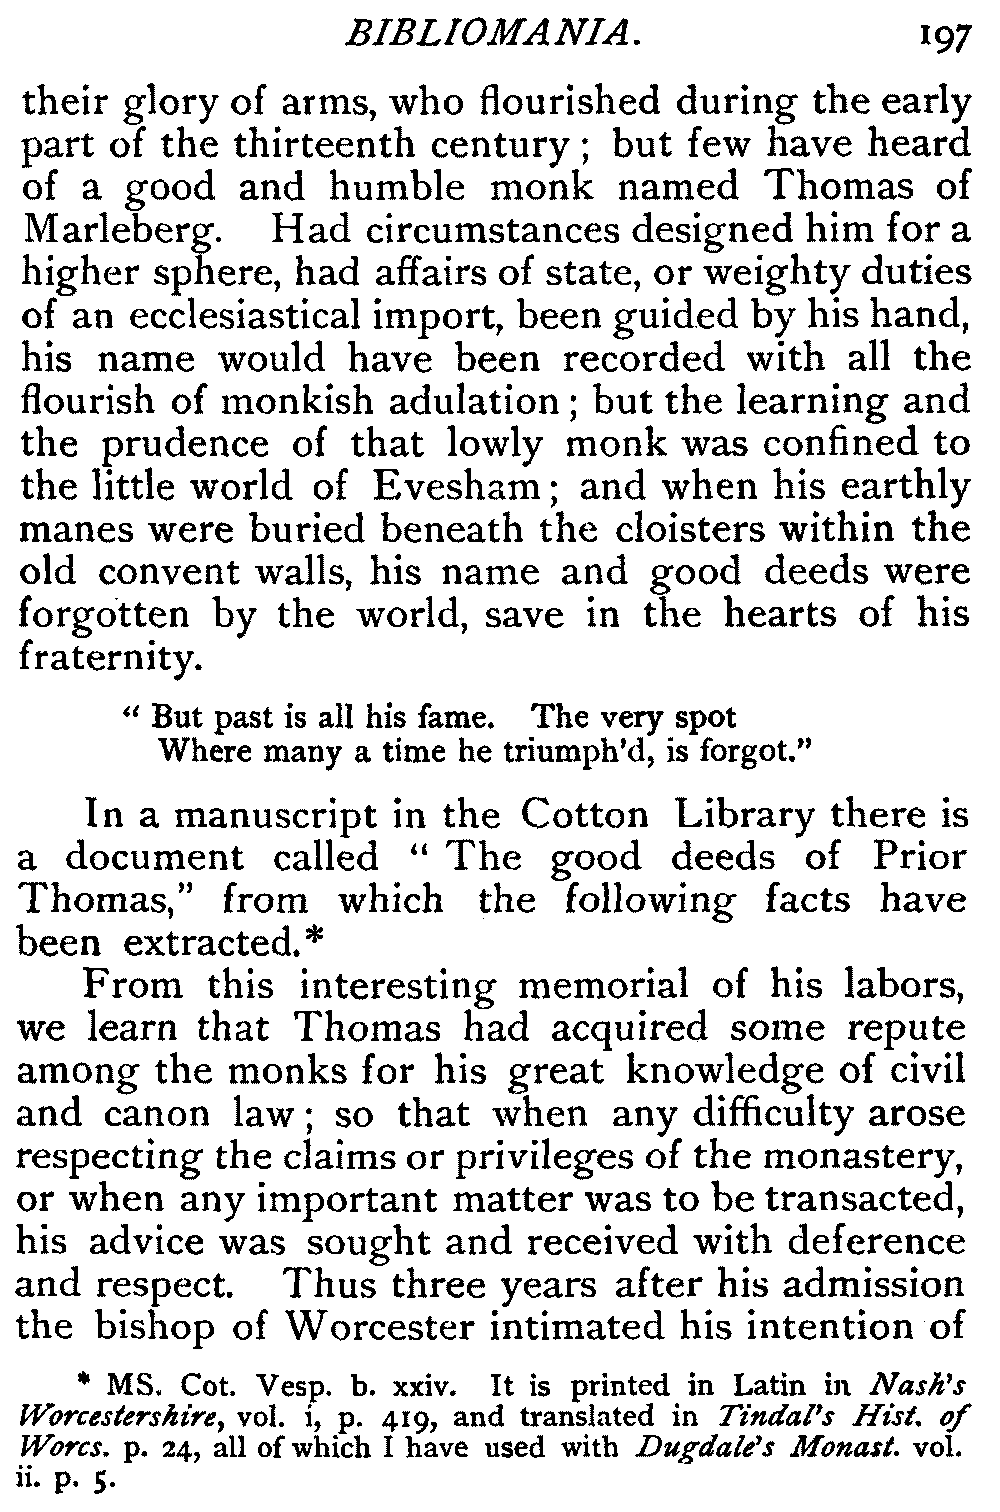 BIBLIOMANIA. 197
their glory of arms, who flourished during the early
part of the thirteenth century ; but few have heard
of a good and humble monk named Thomas of
Marleberg. Had circumstances designed him for a
higher sphere, had affairs of state, or weighty duties
of an ecclesiastical import, been guided by his hand,
his name would have been recorded with all the
flourish of monkish adulation ; but the learning and
the prudence of that lowly monk was confined to
the little world of Evesham ; and when his earthly
manes were buried beneath the cloisters within the
old convent walls, his name and good deeds were
forgotten by the world, save in the hearts of his
fraternity.
“ But past is all his fame. The very spot
Where many a time he triumph’d, is forgot.”
In a manuscript in the Cotton Library there is
a document called “ The good deeds of Prior
Thomas,” from which the following facts have
been extracted.*
From this interesting memorial of his labors,
we learn that Thomas had acquired some repute
among the monks for his great knowledge of civil
and canon law ; so that when any difficulty arose
respecting the claims or privileges of the monastery,
or when any important matter was to be transacted,
his advice was sought and received with deference
and respect. Thus three years after his admission
the bishop of Worcester intimated his intention of
* MS. Cot. Vesp. b. xxiv. It is printed in Latin in Nash’s
Worcestershire, vol. i, p. 419, and translated in Tindal’s Hist. of
Worcs. p. 24, all of which I have used with Dugdale’s Monast. vol.
ii. p. 5.